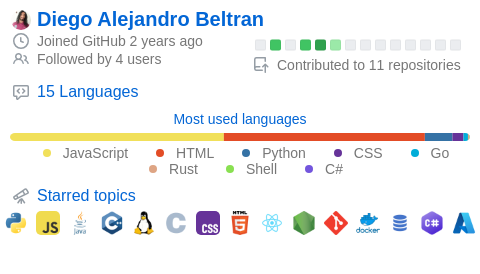 Diego Alejandro Beltran
Joined GitHub 2 years ago
Followed by 4 users
Contributed to 11 repositories
15 Languages
Most used languages
JavaScript HTML Python CSS Go
Rust Shell C#
Starred topics
JS Java C++ C CSS HTML docker C#